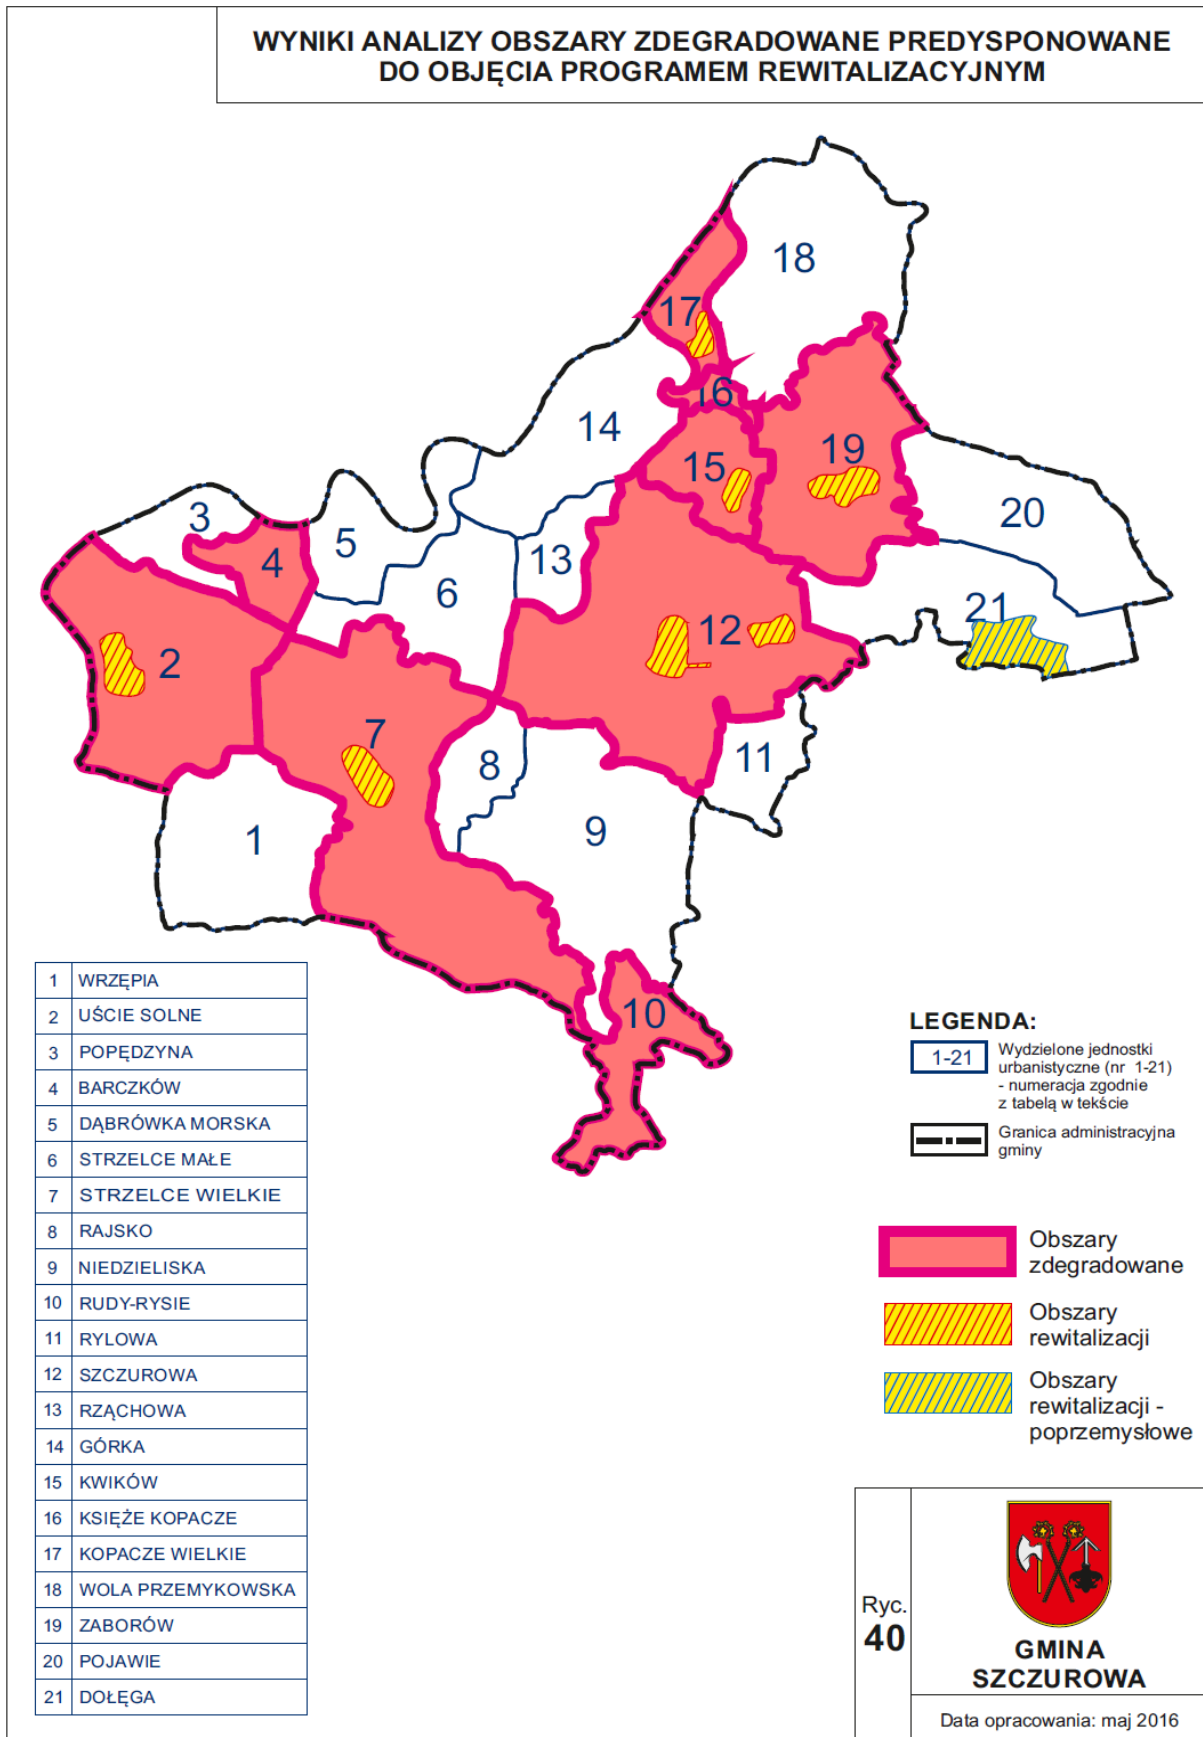 WYNIKI ANALIZY OBSZARY ZDEGRADOWANE PREDYSPONOWANE
DO OBJĘCIA PROGRAMEM REWITALIZACYJNYM
18
17
16
14
15
19
20
3
5
4
13
6
21
12
2
7
8
11
1
9
10
1 WRZĘPIA
2 UŚCIE SOLNE
3 POPĘDZYNA
4 BARCZKÓW
5 DĄBRÓWKA MORSKA
6 STRZELCE MAŁE
7 STRZELCE WIELKIE
8 RAJSKO
9 NIEDZIELISKA
10 RUDY-RYSIE
11 RYLOWA
12 SZCZUROWA
13 RZĄCHOWA
14 GÓRKA
15 KWIKÓW
16 KSIĘŻE KOPACZE
17 KOPACZE WIELKIE
18 WOLA PRZEMYKOWSKA
19 ZABORÓW
20 POJAWIE
21 DOŁĘGA
LEGENDA:
1-21
Wydzielone jednostki
urbanistyczne (nr 1-21)
- numeracja zgodnie
z tabelą w tekście
Granica administracyjna
gminy
Obszary
zdegradowane
Obszary
rewitalizacji
Obszary
rewitalizacji -
poprzemysłowe
Ryc.
40
GMINA
SZCZUROWA
Data opracowania: maj 2016